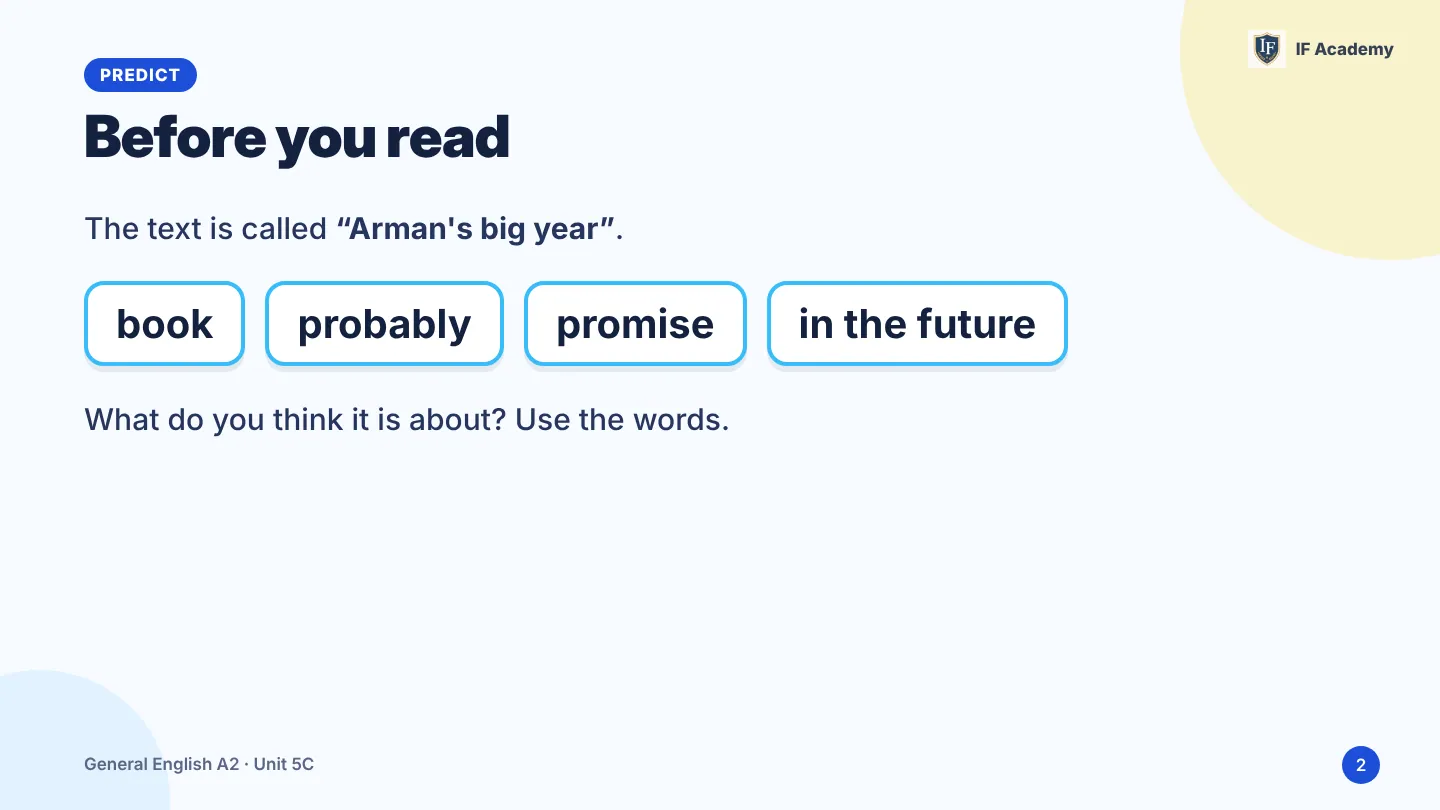 IF
IF Academy
PREDICT
Before you read
The text is called “Arman's big year”.
book
probably
promise
in the future
What do you think it is about? Use the words.
General English A2 · Unit 5C
2